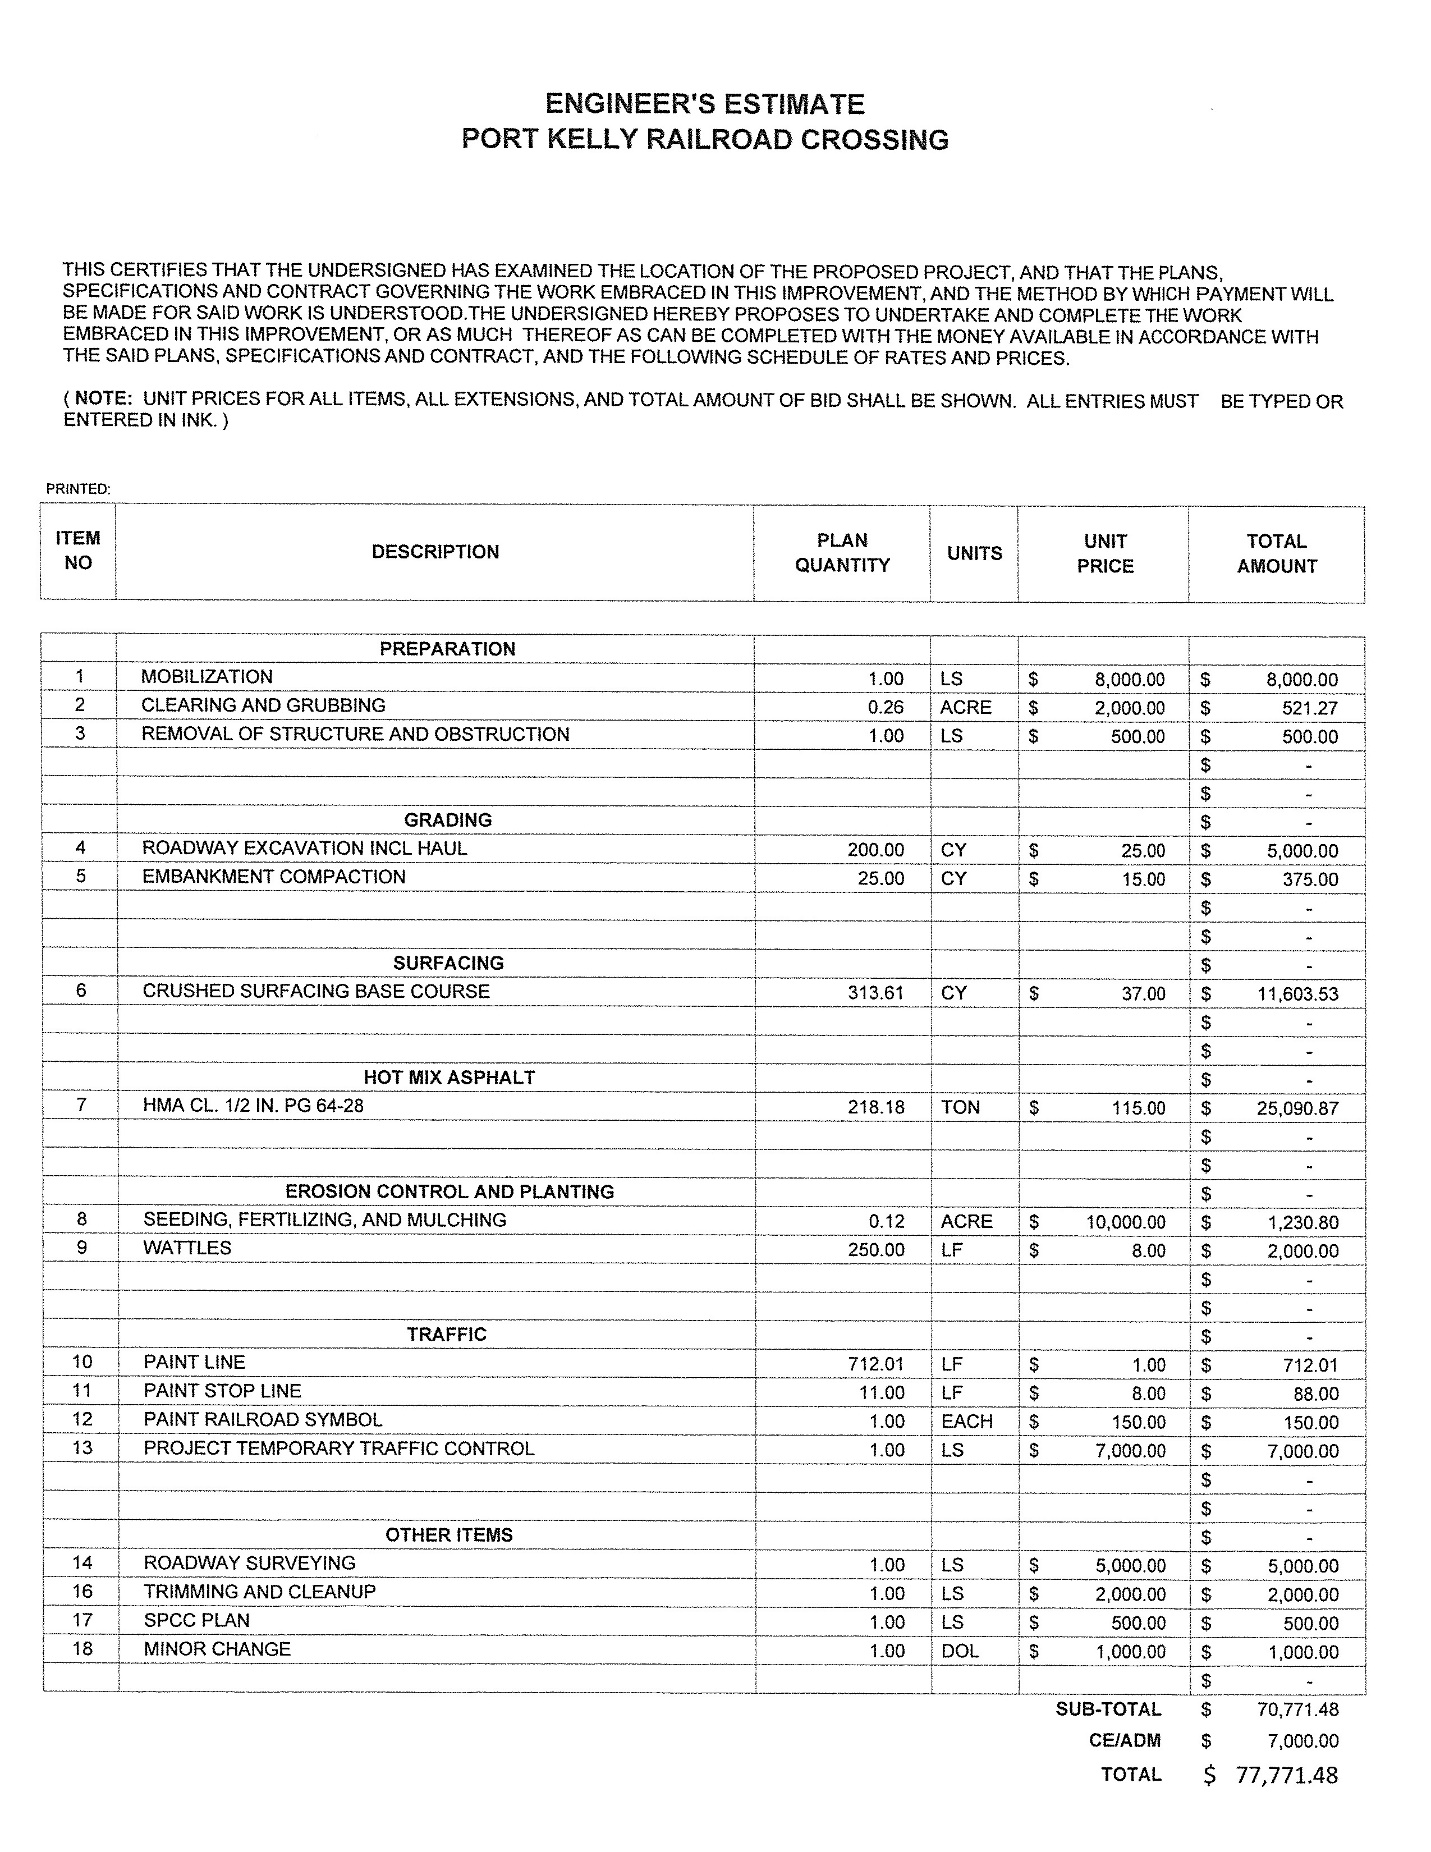 ENGINEER'S ESTIMATE
PORT KELLY RAILROAD CROSSING
THIS CERTIFIES THAT THE UNDERSIGNED HAS EXAMINED THE LOCATION OF THE PROPOSED PROJECT, AND THAT THE PLANS,
SPECIFICATIONS AND CONTRACT GOVERNING THE WORK EMBRACED IN THIS IMPROVEMENT, AND THE METHOD BY WHICH PAYMENT WILL
BE MADE FOR SAID WORK IS UNDERSTOOD.THE UNDERSIGNED HEREBY PROPOSES TO UNDERTAKE AND COMPLETE THE WORK
EMBRACED IN THIS IMPROVEMENT, OR AS MUCH THEREOF AS CAN BE COMPLETED WITH THE MONEY AVAILABLE IN ACCORDANCE WITH
THE SAID PLANS, SPECIFICATIONS AND CONTRACT, AND THE FOLLOWING SCHEDULE OF RATES AND PRICES.
( NOTE: UNIT PRICES FOR ALL ITEMS, ALL EXTENSIONS, AND TOTAL AMOUNT OF BID SHALL BE SHOWN. ALL ENTRIES MUST BE TYPED OR
ENTERED IN INK. )
PRINTED:
ITEM NO DESCRIPTION PLAN QUANTITY UNITS UNIT PRICE TOTAL AMOUNT
PREPARATION
1 MOBILIZATION 1.00 LS $ 8,000.00 $ 8,000.00
2 CLEARING AND GRUBBING 0.26 ACRE $ 2,000.00 $ 521.27
3 REMOVAL OF STRUCTURE AND OBSTRUCTION 1.00 LS $ 500.00 $ 500.00
$ -
$ -
GRADING $ -
4 ROADWAY EXCAVATION INCL HAUL 200.00 CY $ 25.00 $ 5,000.00
5 EMBANKMENT COMPACTION 25.00 CY $ 15.00 $ 375.00
$ -
$ -
SURFACING $ -
6 CRUSHED SURFACING BASE COURSE 313.61 CY $ 37.00 $ 11,603.53
$ -
$ -
HOT MIX ASPHALT $ -
7 HMA CL. 1/2 IN. PG 64-28 218.18 TON $ 115.00 $ 25,090.87
$ -
$ -
EROSION CONTROL AND PLANTING $ -
8 SEEDING, FERTILIZING, AND MULCHING 0.12 ACRE $ 10,000.00 $ 1,230.80
9 WATTLES 250.00 LF $ 8.00 $ 2,000.00
$ -
$ -
TRAFFIC $ -
10 PAINT LINE 712.01 LF $ 1.00 $ 712.01
11 PAINT STOP LINE 11.00 LF $ 8.00 $ 88.00
12 PAINT RAILROAD SYMBOL 1.00 EACH $ 150.00 $ 150.00
13 PROJECT TEMPORARY TRAFFIC CONTROL 1.00 LS $ 7,000.00 $ 7,000.00
$ -
$ -
OTHER ITEMS $ -
14 ROADWAY SURVEYING 1.00 LS $ 5,000.00 $ 5,000.00
16 TRIMMING AND CLEANUP 1.00 LS $ 2,000.00 $ 2,000.00
17 SPCC PLAN 1.00 LS $ 500.00 $ 500.00
18 MINOR CHANGE 1.00 DOL $ 1,000.00 $ 1,000.00
$ -
SUB-TOTAL $ 70,771.48
CE/ADM $ 7,000.00
TOTAL $ 77,771.48